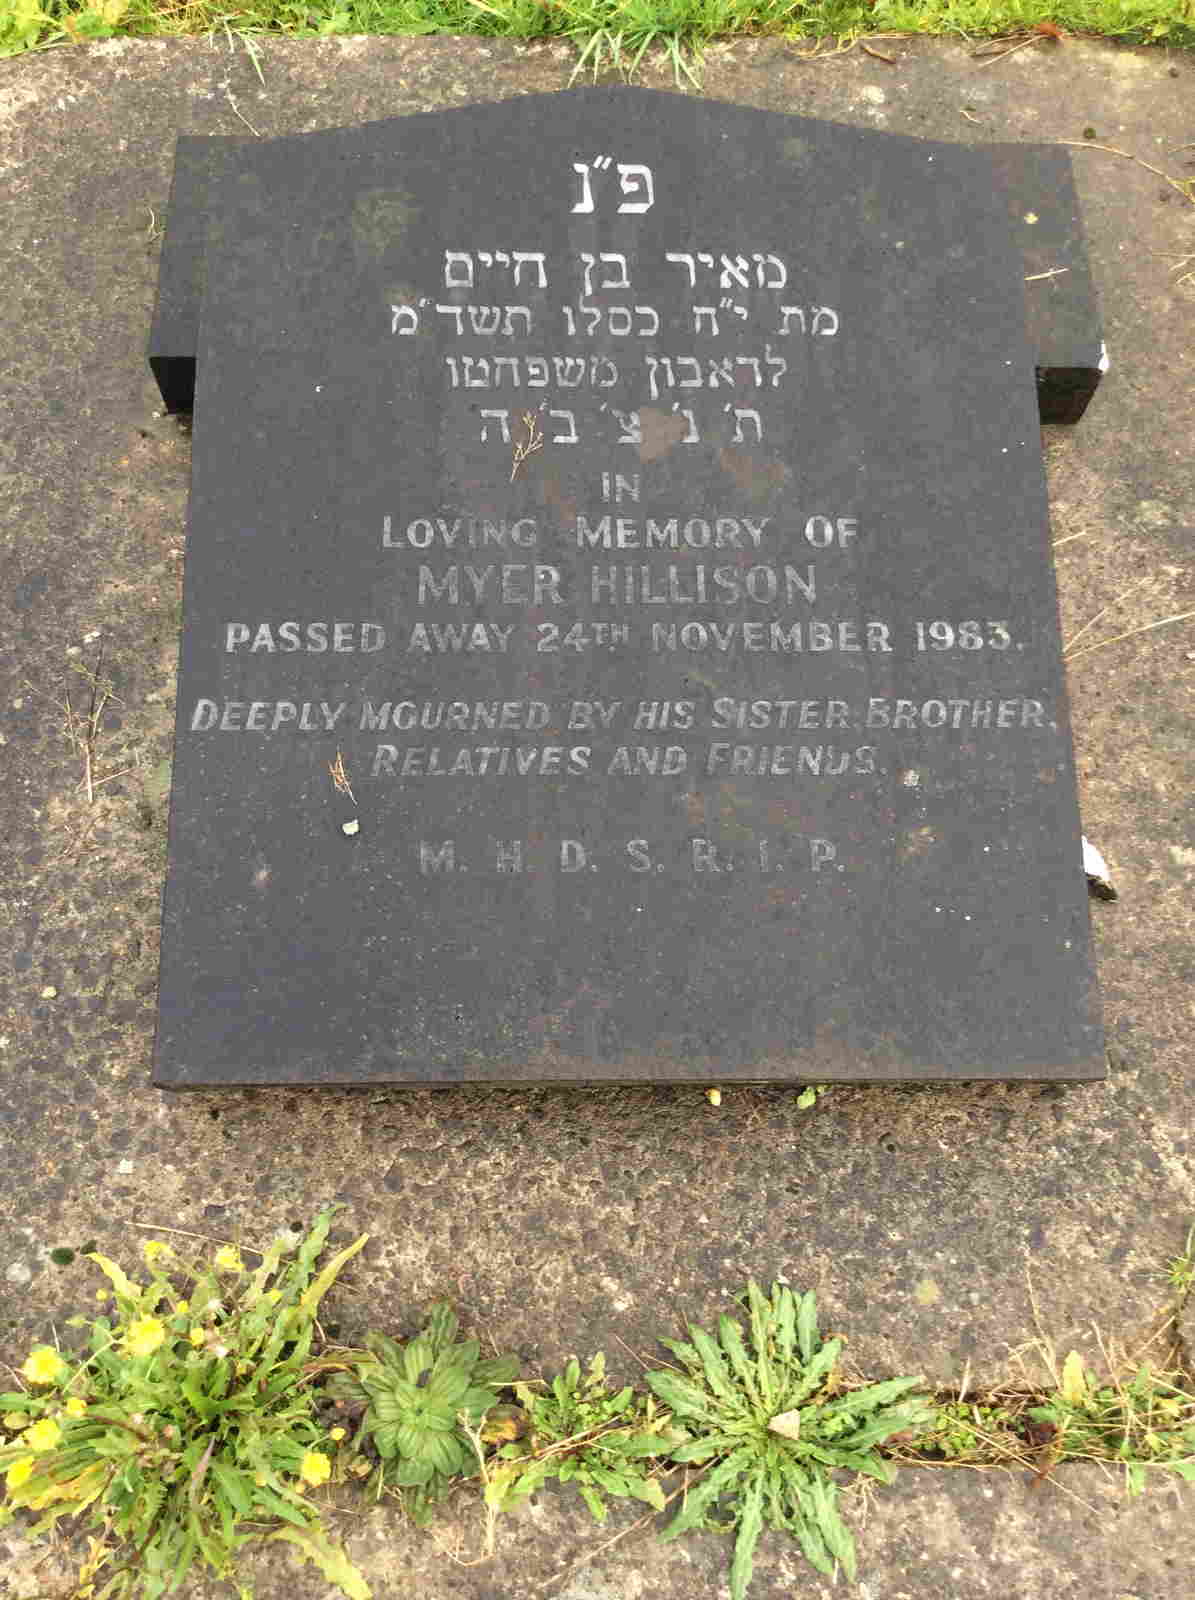 פ״נ
מאיר בן חיים
מת י״ח כסלו תשד״מ
לדאבון משפחטו
ת׳ נ׳ צ׳ ב׳ ה
IN
LOVING MEMORY OF
MYER HILLISON
PASSED AWAY 24TH NOVEMBER 1983.
DEEPLY MOURNED BY HIS SISTER, BROTHER,
RELATIVES AND FRIENDS.
M. H. D. S. R. I. P.